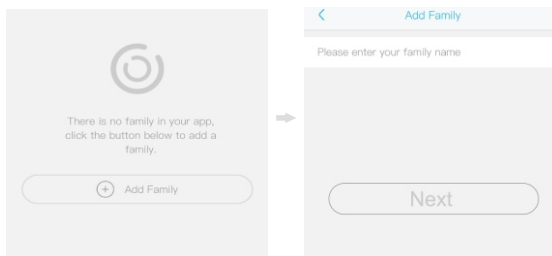 There is no family in your app,
click the button below to add a
family.
Add Family
Add Family
Please enter your family name
Next